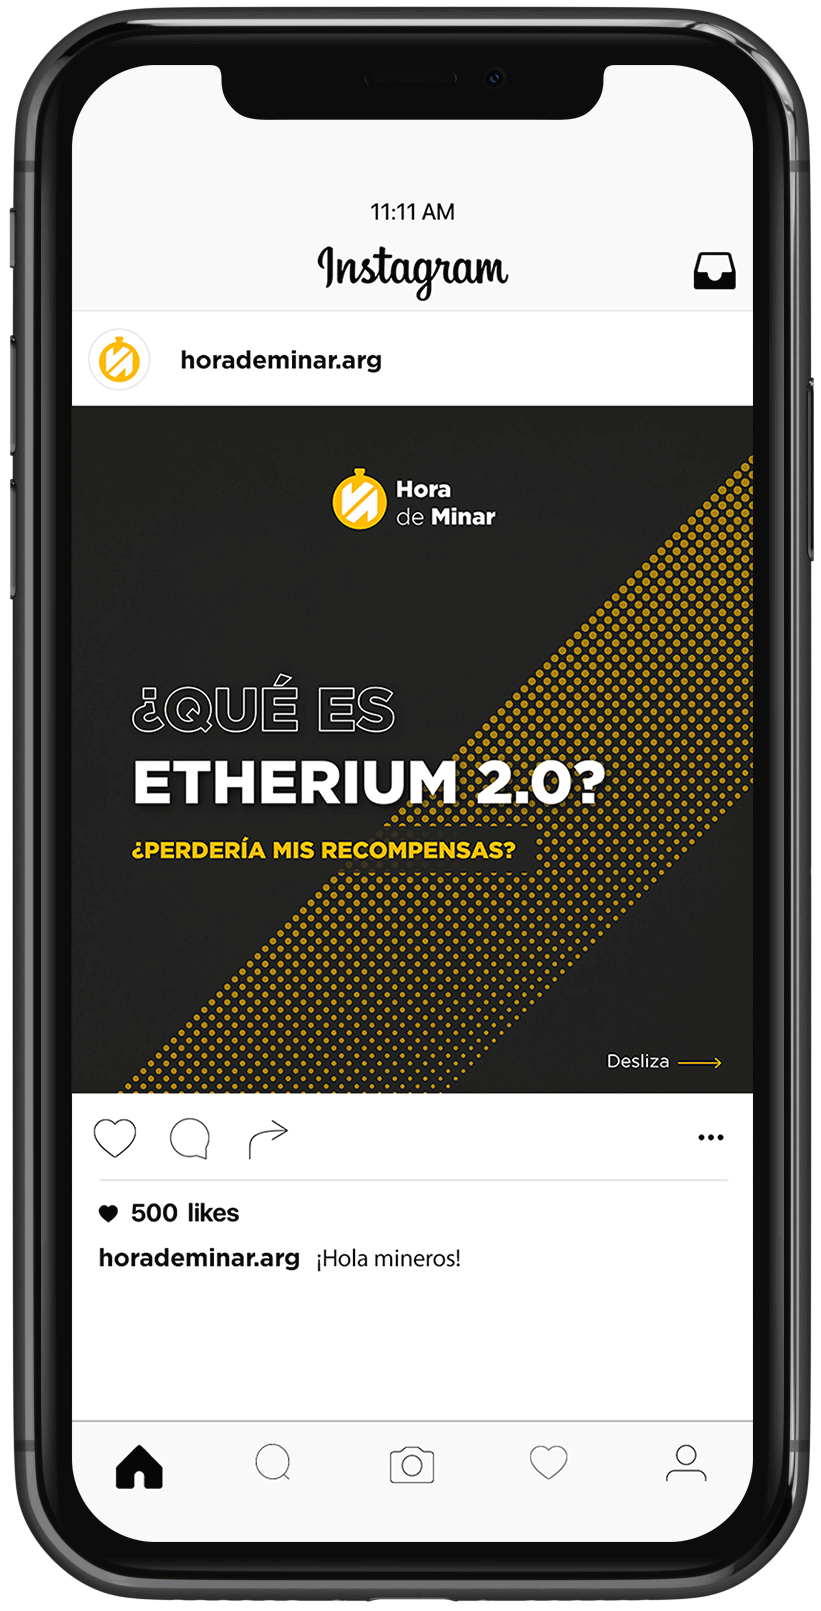 11:11 AM
Instagram
horademinar.arg
Hora
de Minar
¿QUÉ ES
ETHERIUM 2.0?
¿PERDERÍA MIS RECOMPENSAS?
Desliza
500 likes
horademinar.arg ¡Hola mineros!